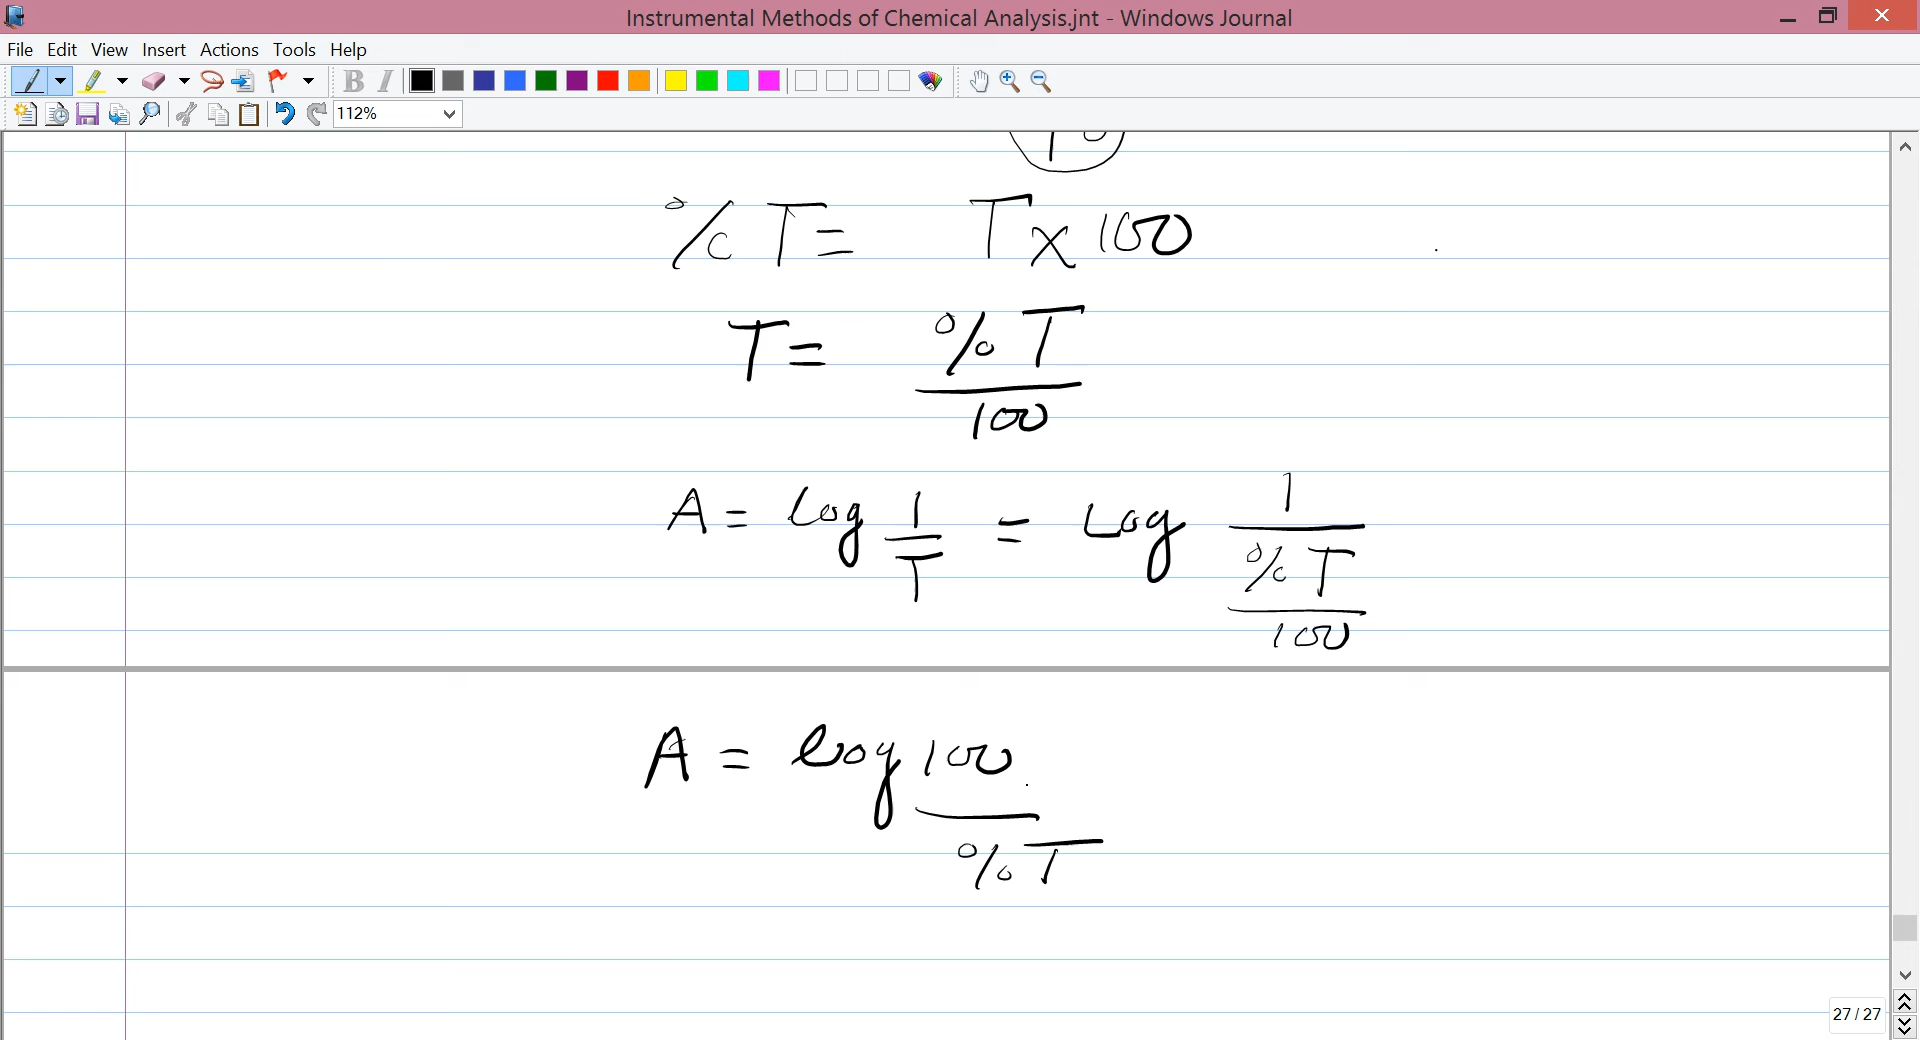 Instrumental Methods of Chemical Analysis.jnt - Windows Journal
File Edit View Insert Actions Tools Help
B I
112%
% T = T x 100
T = % T / 100
A = Log 1 / T = Log 1 / % T / 100
A = log 100 / % T
27 / 27